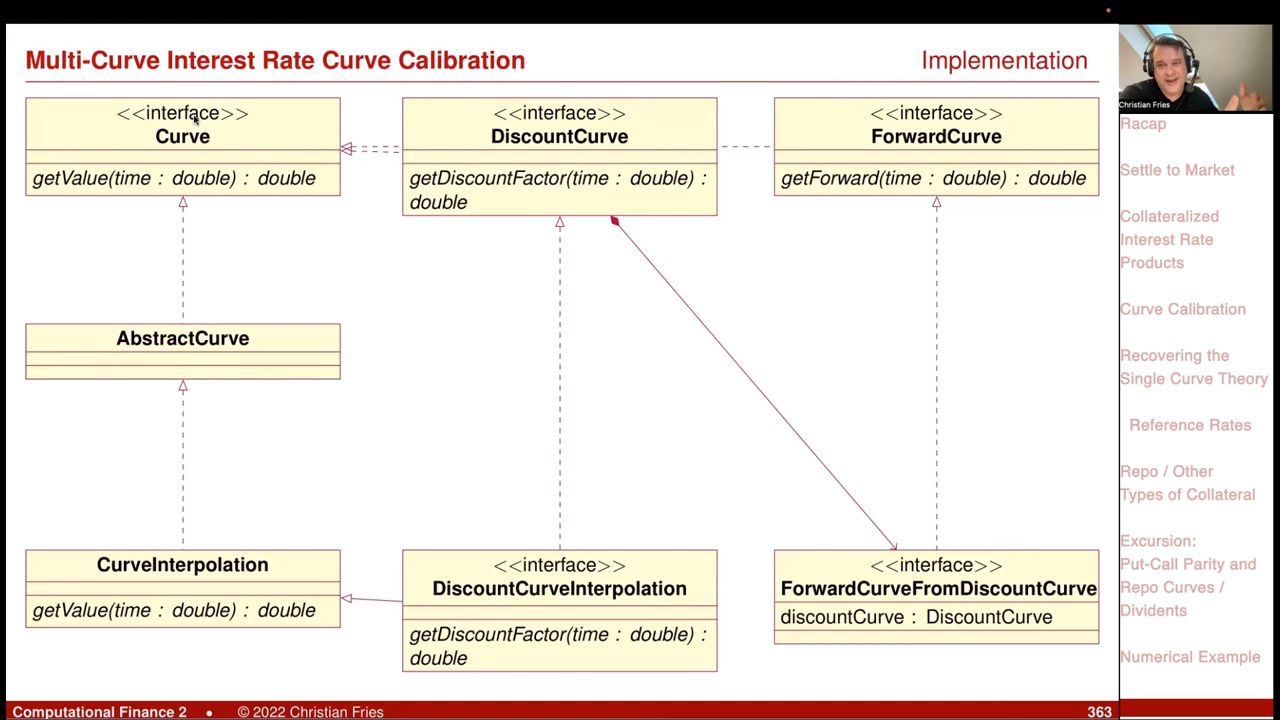 Multi-Curve Interest Rate Curve Calibration
Implementation
<<interface>>
Curve
getValue(time : double) : double
<<interface>>
DiscountCurve
getDiscountFactor(time : double) :
double
<<interface>>
ForwardCurve
getForward(time : double) : double
AbstractCurve
CurveInterpolation
getValue(time : double) : double
<<interface>>
DiscountCurveInterpolation
getDiscountFactor(time : double) :
double
<<interface>>
ForwardCurveFromDiscountCurve
discountCurve : DiscountCurve
Christian Fries
Racap
Settle to Market
Collateralized
Interest Rate
Products
Curve Calibration
Recovering the
Single Curve Theory
Reference Rates
Repo / Other
Types of Collateral
Excursion:
Put-Call Parity and
Repo Curves /
Dividents
Numerical Example
Computational Finance 2 • © 2022 Christian Fries
363